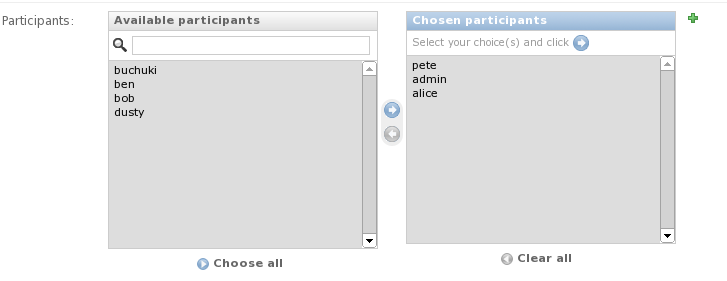 Participants:
Available participants
buchuki
ben
bob
dusty
Choose all
Chosen participants
Select your choice(s) and click
pete
admin
alice
Clear all